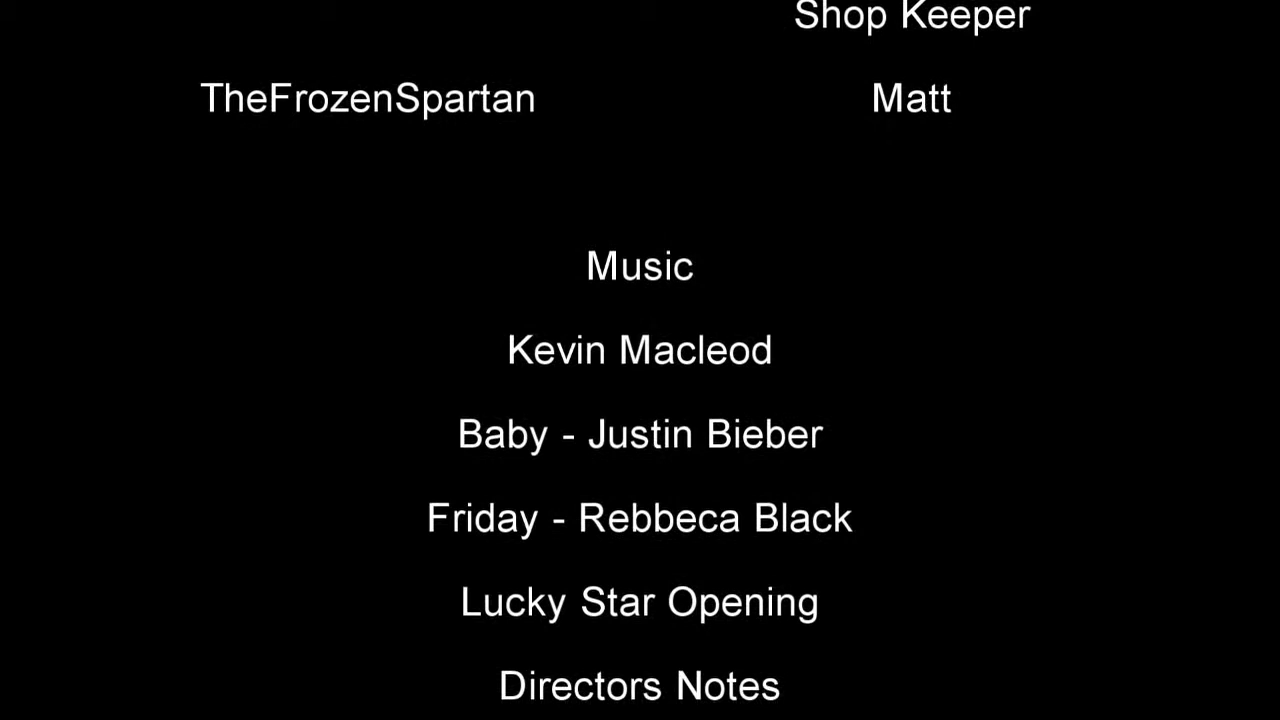 Shop Keeper
TheFrozenSpartan Matt
Music
Kevin Macleod
Baby - Justin Bieber
Friday - Rebbeca Black
Lucky Star Opening
Directors Notes